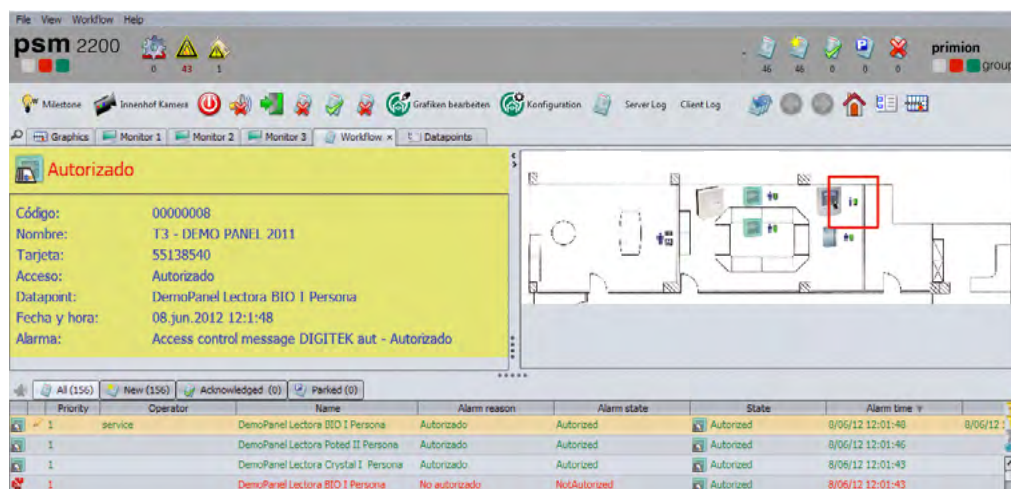 File View Workflow Help
psm 2200
0 43 1
46 46 0 0 0
primion
group
Milestone Innenhof Kamera Grafiken bearbeiten Konfiguration Server Log Client Log
Graphics Monitor 1 Monitor 2 Monitor 3 Workflow × Datapoints
Autorizado
Código: 00000008
Nombre: T3 - DEMO PANEL 2011
Tarjeta: 55138540
Acceso: Autorizado
Datapoint: DemoPanel Lectora BIO I Persona
Fecha y hora: 08.jun.2012 12:1:48
Alarma: Access control message DIGITEK aut - Autorizado
All (156) New (156) Acknowledged (0) Parked (0)
Priority Operator Name Alarm reason Alarm state State Alarm time
1 service DemoPanel Lectora BIO I Persona Autorizado Autorized Autorized 8/06/12 12:01:48 8/06/12
1 DemoPanel Lectora Poted II Persona Autorizado Autorized Autorized 8/06/12 12:01:46
1 DemoPanel Lectora Crystal I Persona Autorizado Autorized Autorized 8/06/12 12:01:43
1 DemoPanel Lectora BIO I Persona No autorizado NotAutorized Autorized 8/06/12 12:01:43